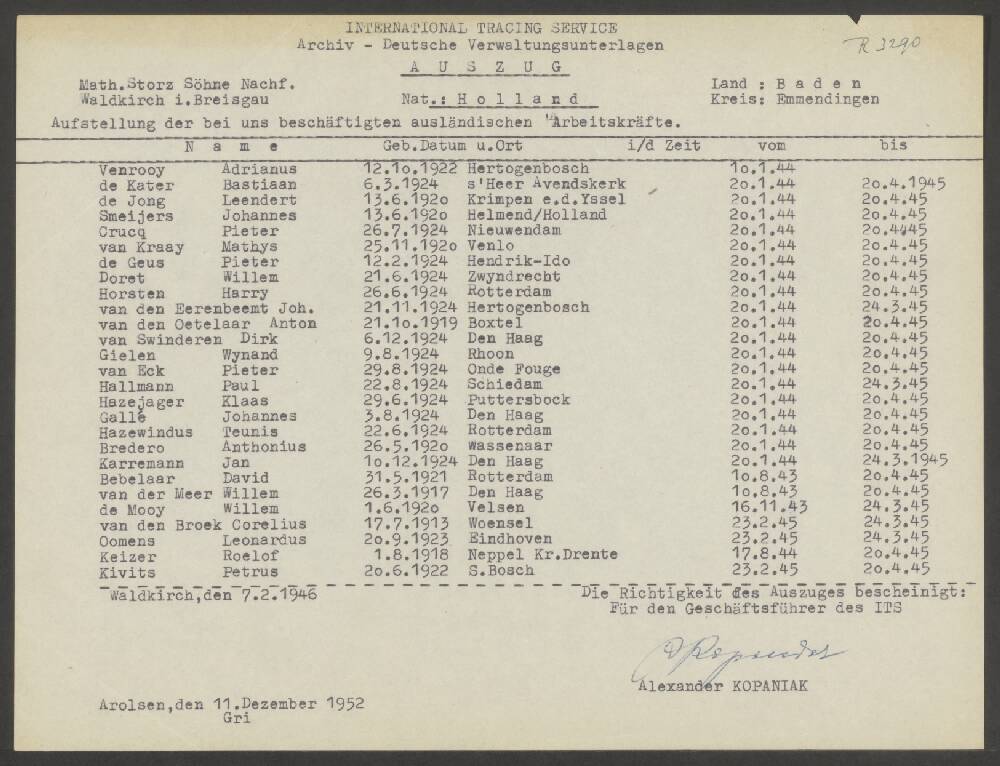 INTERNATIONAL TRACING SERVICE
Archiv - Deutsche Verwaltungsunterlagen
R 3290
A U S Z U G
Math.Storz Söhne Nachf.
Waldkirch i.Breisgau
Nat.: H o l l a n d
Land : B a d e n
Kreis: Emmendingen
Aufstellung der bei uns beschäftigten ausländischen Arbeitskräfte.
N a m e Geb.Datum u.Ort i/d Zeit vom bis
Venrooy Adrianus 12.1o.1922 Hertogenbosch 1o.1.44
de Kater Bastiaan 6.3.1924 s'Heer Avendskerk 2o.1.44 2o.4.1945
de Jong Leendert 13.6.192o Krimpen e.d.Yssel 2o.1.44 2o.4.45
Smeijers Johannes 13.6.192o Helmend/Holland 2o.1.44 2o.4.45
Crucq Pieter 26.7.1924 Nieuwendam 2o.1.44 2o.4445
van Kraay Mathys 25.11.192o Venlo 2o.1.44 2o.4.45
de Geus Pieter 12.2.1924 Hendrik-Ido 2o.1.44 2o.4.45
Doret Willem 21.6.1924 Zwyndrecht 2o.1.44 2o.4.45
Horsten Harry 26.6.1924 Rotterdam 2o.1.44 2o.4.45
van den Eerenbeemt Joh. 21.11.1924 Hertogenbosch 2o.1.44 24.3.45
van den Oetelaar Anton 21.1o.1919 Boxtel 2o.1.44 2o.4.45
van Swinderen Dirk 6.12.1924 Den Haag 2o.1.44 2o.4.45
Gielen Wynand 9.8.1924 Rhoon 2o.1.44 2o.4.45
van Eck Pieter 29.8.1924 Onde Fouge 2o.1.44 2o.4.45
Hallmann Paul 22.8.1924 Schiedam 2o.1.44 24.3.45
Hazejager Klaas 29.6.1924 Puttersbock 2o.1.44 2o.4.45
Gallé Johannes 3.8.1924 Den Haag 2o.1.44 2o.4.45
Hazewindus Teunis 22.6.1924 Rotterdam 2o.1.44 2o.4.45
Bredero Anthonius 26.5.192o Wassenaar 2o.1.44 2o.4.45
Karremann Jan 1o.12.1924 Den Haag 2o.1.44 24.3.1945
Bebelaar David 31.5.1921 Rotterdam 1o.8.43 2o.4.45
van der Meer Willem 26.3.1917 Den Haag 1o.8.43 2o.4.45
de Mooy Willem 1.6.192o Velsen 16.11.43 24.3.45
van den Broek Corelius 17.7.1913 Woensel 23.2.45 24.3.45
Oomens Leonardus 2o.9.1923 Eindhoven 23.2.45 24.3.45
Keizer Roelof 1.8.1918 Neppel Kr.Drente 17.8.44 2o.4.45
Kivits Petrus 2o.6.1922 S.Bosch 23.2.45 2o.4.45
Waldkirch,den 7.2.1946
Die Richtigkeit des Auszuges bescheinigt:
Für den Geschäftsführer des ITS
Alexander KOPANIAK
Arolsen,den 11.Dezember 1952
Gri